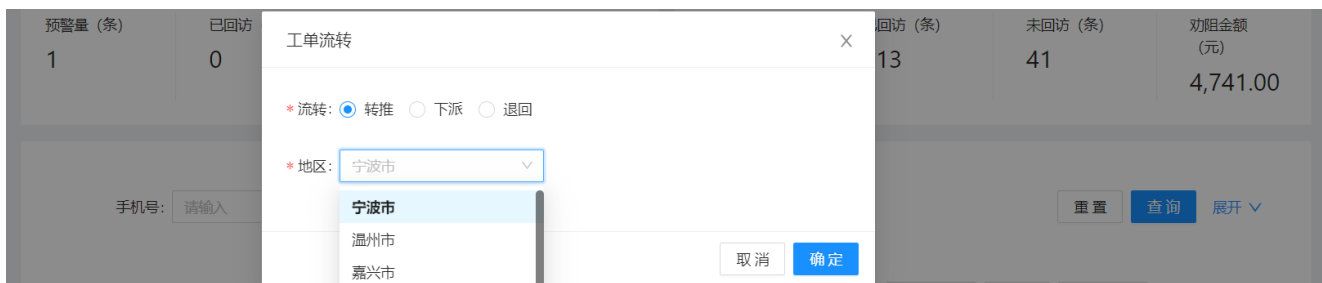 预警量（条）
1
已回访
0
工单流转
回访（条）
13
未回访（条）
41
劝阻金额
（元）
4,741.00
* 流转: 转推 下派 退回
* 地区: 宁波市
宁波市
温州市
嘉兴市
手机号: 请输入
重置 查询 展开
取消 确定